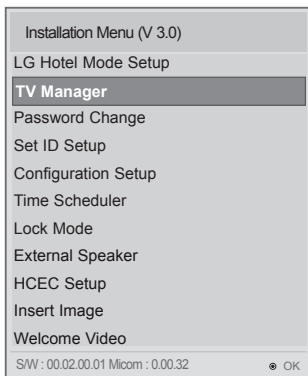 Installation Menu (V 3.0)
LG Hotel Mode Setup
TV Manager
Password Change
Set ID Setup
Configuration Setup
Time Scheduler
Lock Mode
External Speaker
HCEC Setup
Insert Image
Welcome Video
S/W : 00.02.00.01 Micom : 0.00.32 ◉ OK